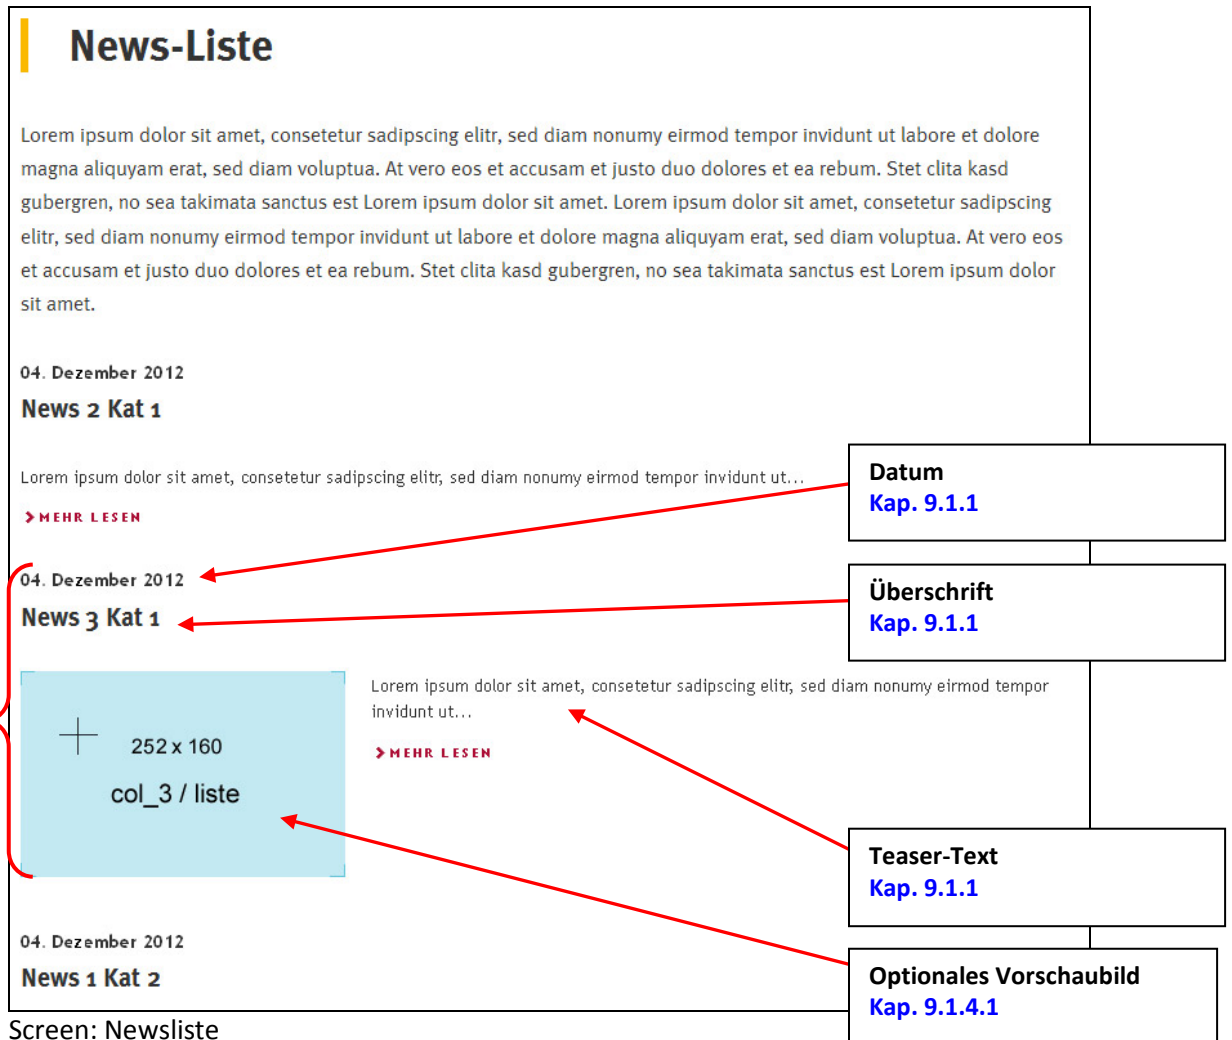 News-Liste
Lorem ipsum dolor sit amet, consetetur sadipscing elitr, sed diam nonumy eirmod tempor invidunt ut labore et dolore
magna aliquyam erat, sed diam voluptua. At vero eos et accusam et justo duo dolores et ea rebum. Stet clita kasd
gubergren, no sea takimata sanctus est Lorem ipsum dolor sit amet. Lorem ipsum dolor sit amet, consetetur sadipscing
elitr, sed diam nonumy eirmod tempor invidunt ut labore et dolore magna aliquyam erat, sed diam voluptua. At vero eos
et accusam et justo duo dolores et ea rebum. Stet clita kasd gubergren, no sea takimata sanctus est Lorem ipsum dolor
sit amet.
04. Dezember 2012
News 2 Kat 1
Lorem ipsum dolor sit amet, consetetur sadipscing elitr, sed diam nonumy eirmod tempor invidunt ut...
MEHR LESEN
Datum
Kap. 9.1.1
04. Dezember 2012
News 3 Kat 1
Überschrift
Kap. 9.1.1
252 x 160
col_3 / liste
Lorem ipsum dolor sit amet, consetetur sadipscing elitr, sed diam nonumy eirmod tempor
invidunt ut...
MEHR LESEN
Teaser-Text
Kap. 9.1.1
04. Dezember 2012
News 1 Kat 2
Optionales Vorschaubild
Kap. 9.1.4.1
Screen: Newsliste